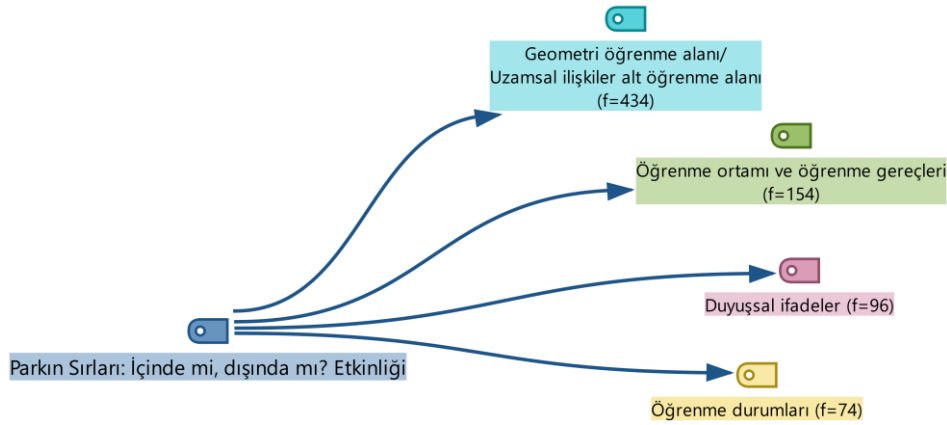 Geometri öğrenme alanı/
Uzamsal ilişkiler alt öğrenme alanı
(f=434)
Öğrenme ortamı ve öğrenme gereçleri
(f=154)
Duyuşsal ifadeler (f=96)
Parkın Sırları: İçinde mi, dışında mı? Etkinliği
Öğrenme durumları (f=74)